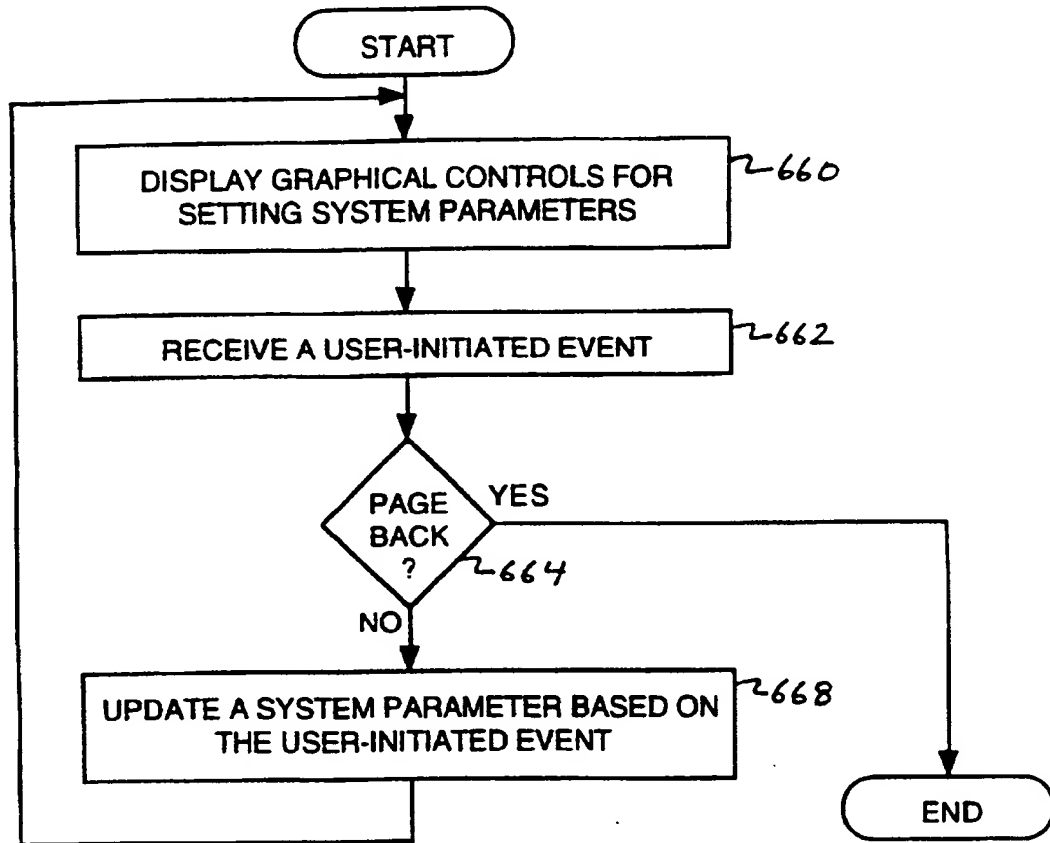 START
DISPLAY GRAPHICAL CONTROLS FOR
SETTING SYSTEM PARAMETERS
660
RECEIVE A USER-INITIATED EVENT
662
PAGE
BACK
?
YES
664
NO
UPDATE A SYSTEM PARAMETER BASED ON
THE USER-INITIATED EVENT
668
END